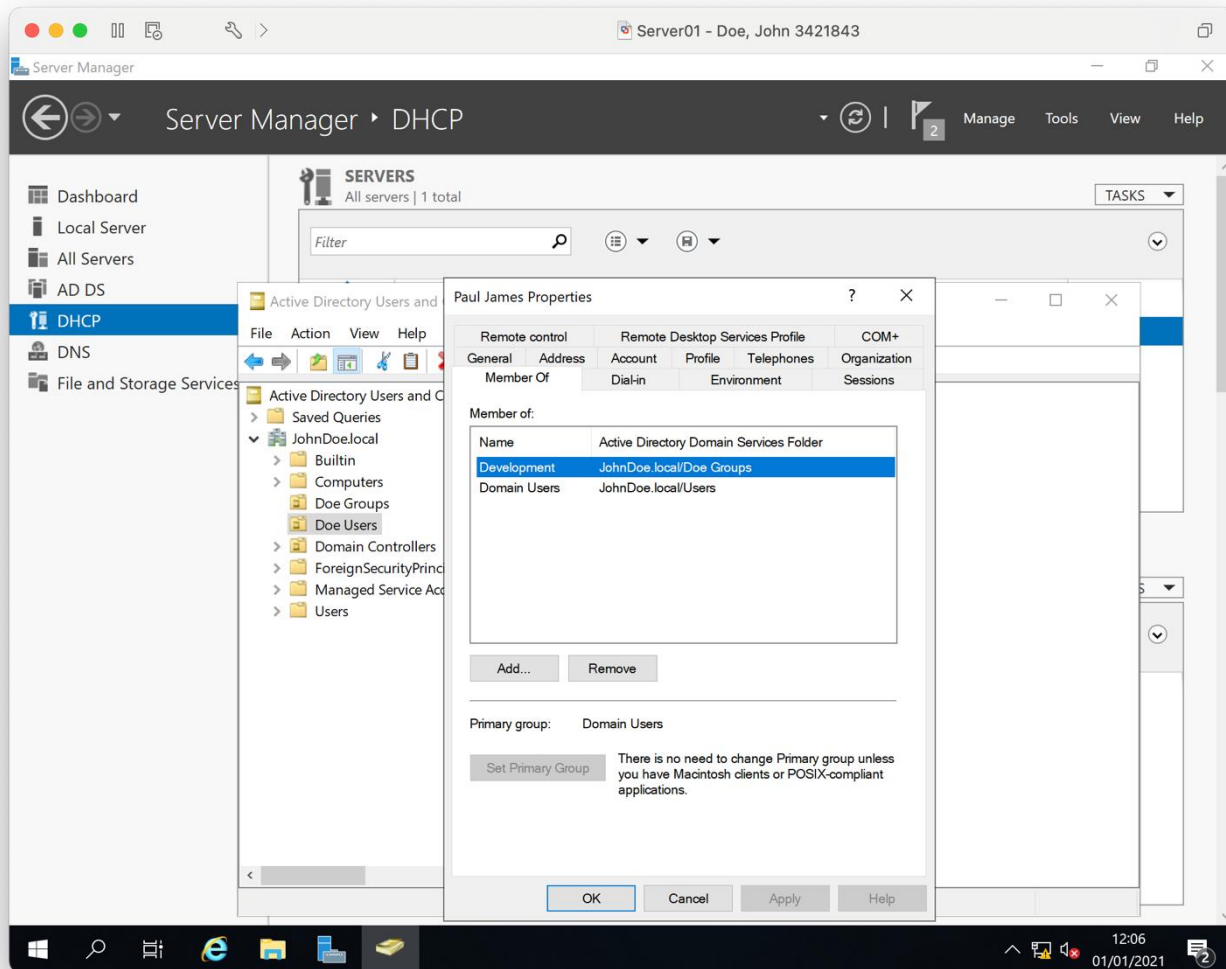 Server01 - Doe, John 3421843
Server Manager
Server Manager • DHCP
2
Manage Tools View Help
Dashboard
Local Server
All Servers
AD DS
DHCP
DNS
File and Storage Services
SERVERS
All servers | 1 total
TASKS
Filter
Active Directory Users and
File Action View Help
Active Directory Users and C
Saved Queries
JohnDoe.local
Builtin
Computers
Doe Groups
Doe Users
Domain Controllers
ForeignSecurityPrinci
Managed Service Acc
Users
Paul James Properties
Remote control Remote Desktop Services Profile COM+
General Address Account Profile Telephones Organization
Member Of Dial-in Environment Sessions
Member of:
Name Active Directory Domain Services Folder
Development JohnDoe.local/Doe Groups
Domain Users JohnDoe.local/Users
Add... Remove
Primary group: Domain Users
Set Primary Group
There is no need to change Primary group unless
you have Macintosh clients or POSIX-compliant
applications.
OK Cancel Apply Help
12:06
01/01/2021
2